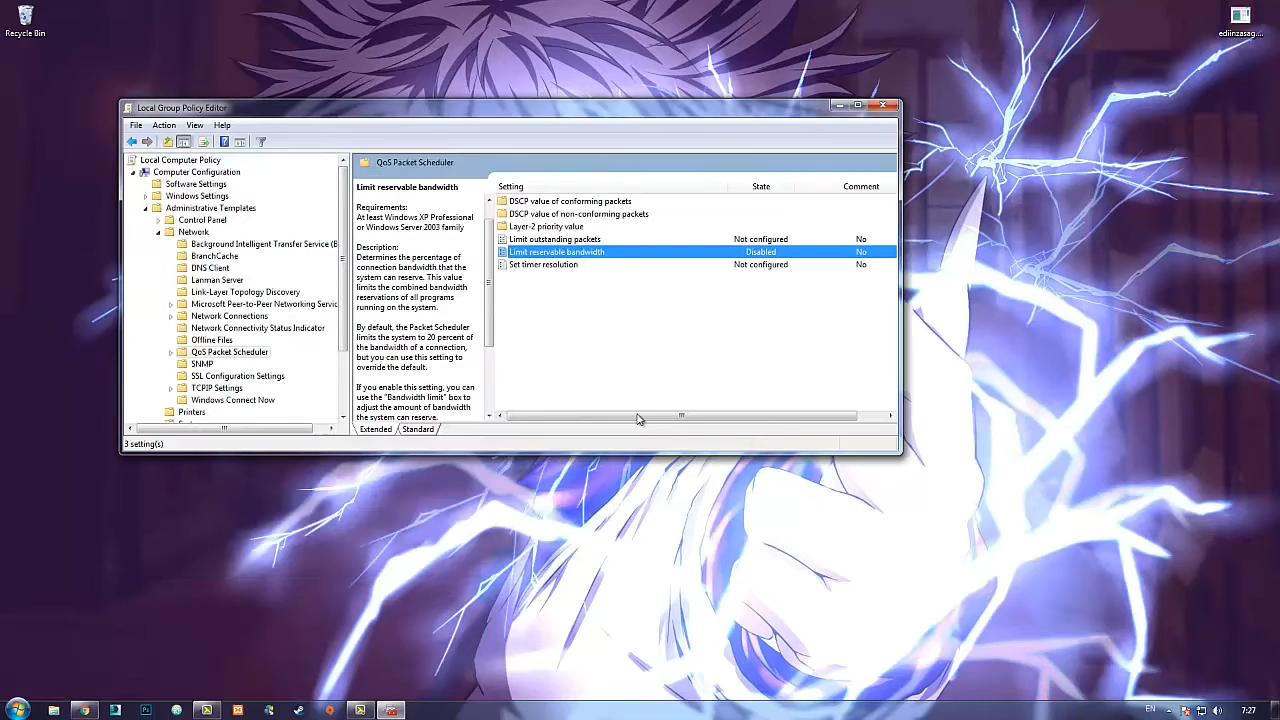 Recycle Bin
ediinzasag....
Local Group Policy Editor
File Action View Help
Local Computer Policy
Computer Configuration
Software Settings
Windows Settings
Administrative Templates
Control Panel
Network
Background Intelligent Transfer Service (B
BranchCache
DNS Client
Lanman Server
Link-Layer Topology Discovery
Microsoft Peer-to-Peer Networking Servic
Network Connections
Network Connectivity Status Indicator
Offline Files
QoS Packet Scheduler
SNMP
SSL Configuration Settings
TCPIP Settings
Windows Connect Now
Printers
QoS Packet Scheduler
Limit reservable bandwidth
Requirements:
At least Windows XP Professional
or Windows Server 2003 family
Description:
Determines the percentage of
connection bandwidth that the
system can reserve. This value
limits the combined bandwidth
reservations of all programs
running on the system.
By default, the Packet Scheduler
limits the system to 20 percent of
the bandwidth of a connection,
but you can use this setting to
override the default.
If you enable this setting, you can
use the "Bandwidth limit" box to
adjust the amount of bandwidth
the system can reserve.
Setting State Comment
DSCP value of conforming packets
DSCP value of non-conforming packets
Layer-2 priority value
Limit outstanding packets Not configured No
Limit reservable bandwidth Disabled No
Set timer resolution Not configured No
Extended Standard
3 setting(s)
EN 7:27